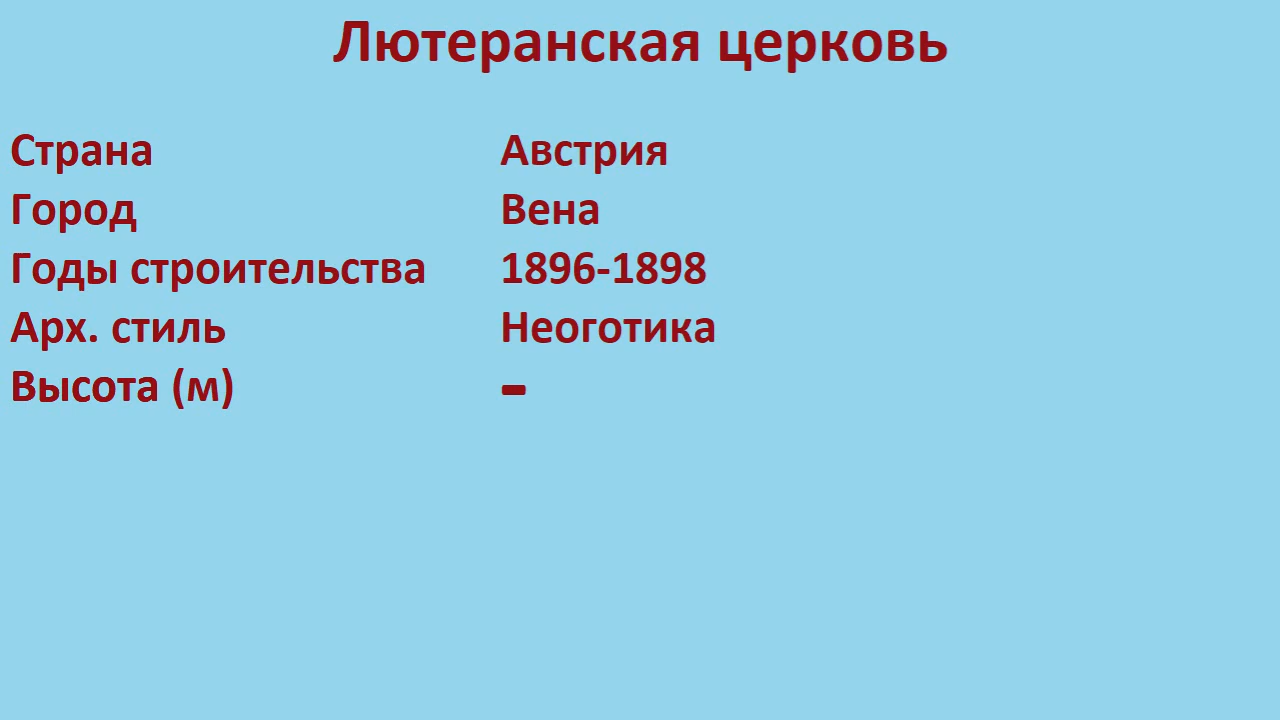 Лютеранская церковь
Страна Австрия
Город Вена
Годы строительства 1896-1898
Арх. стиль Неоготика
Высота (м) -